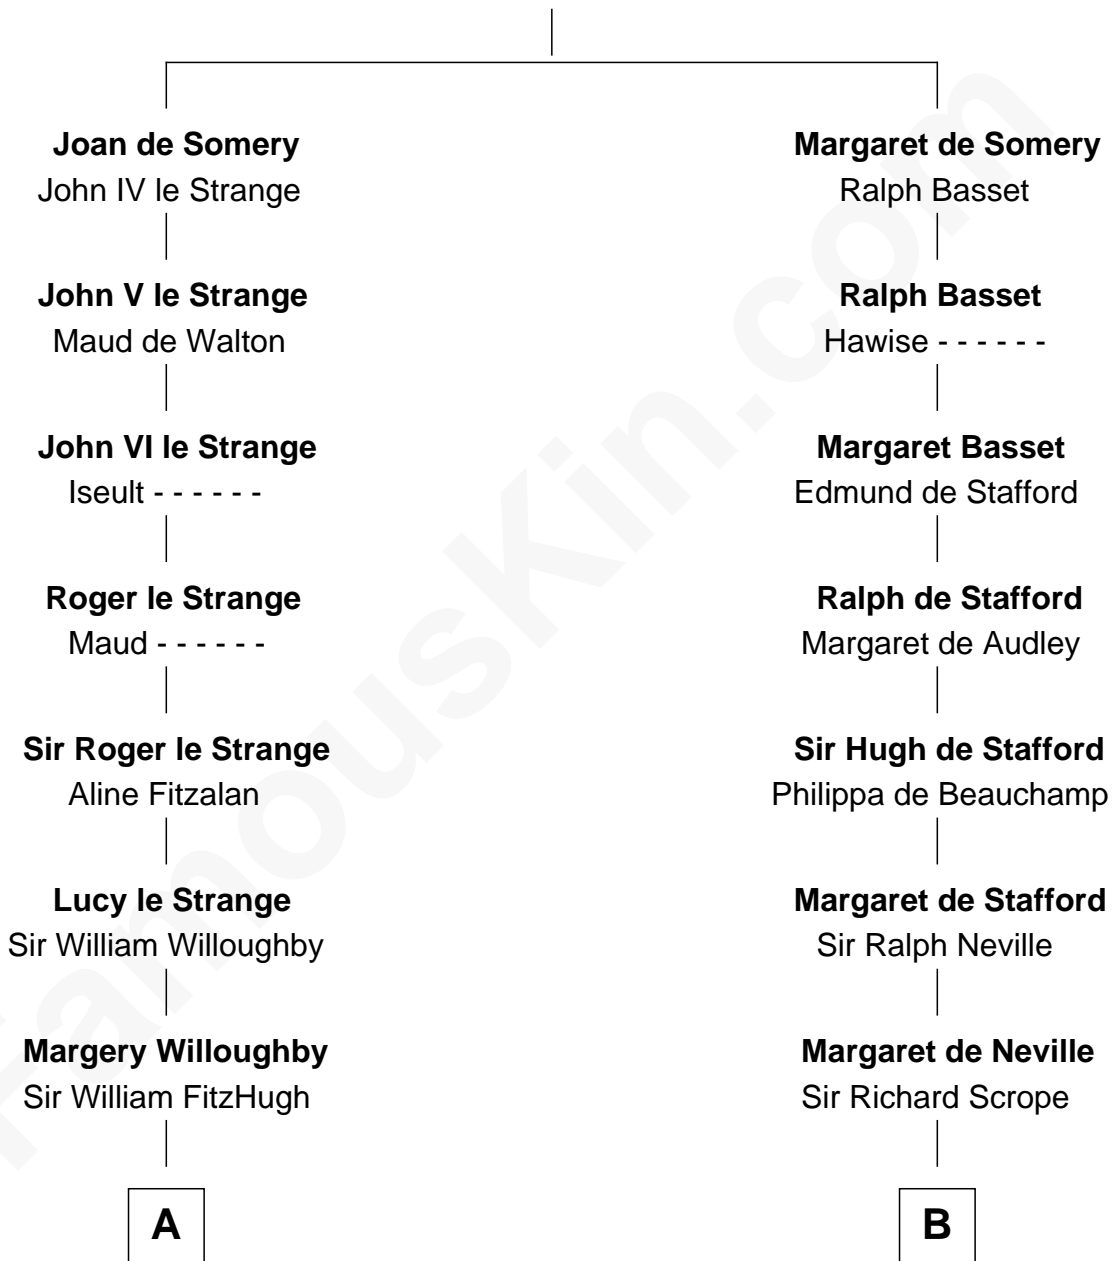 Joan de Somery
John IV le Strange
John V le Strange
Maud de Walton
John VI le Strange
Iseult - - - - - -
Roger le Strange
Maud - - - - - -
Sir Roger le Strange
Aline Fitzalan
Lucy le Strange
Sir William Willoughby
Margery Willoughby
Sir William FitzHugh
A
Margaret de Somery
Ralph Basset
Ralph Basset
Hawise - - - - - -
Margaret Basset
Edmund de Stafford
Ralph de Stafford
Margaret de Audley
Sir Hugh de Stafford
Philippa de Beauchamp
Margaret de Stafford
Sir Ralph Neville
Margaret de Neville
Sir Richard Scrope
B
FamousKin.com